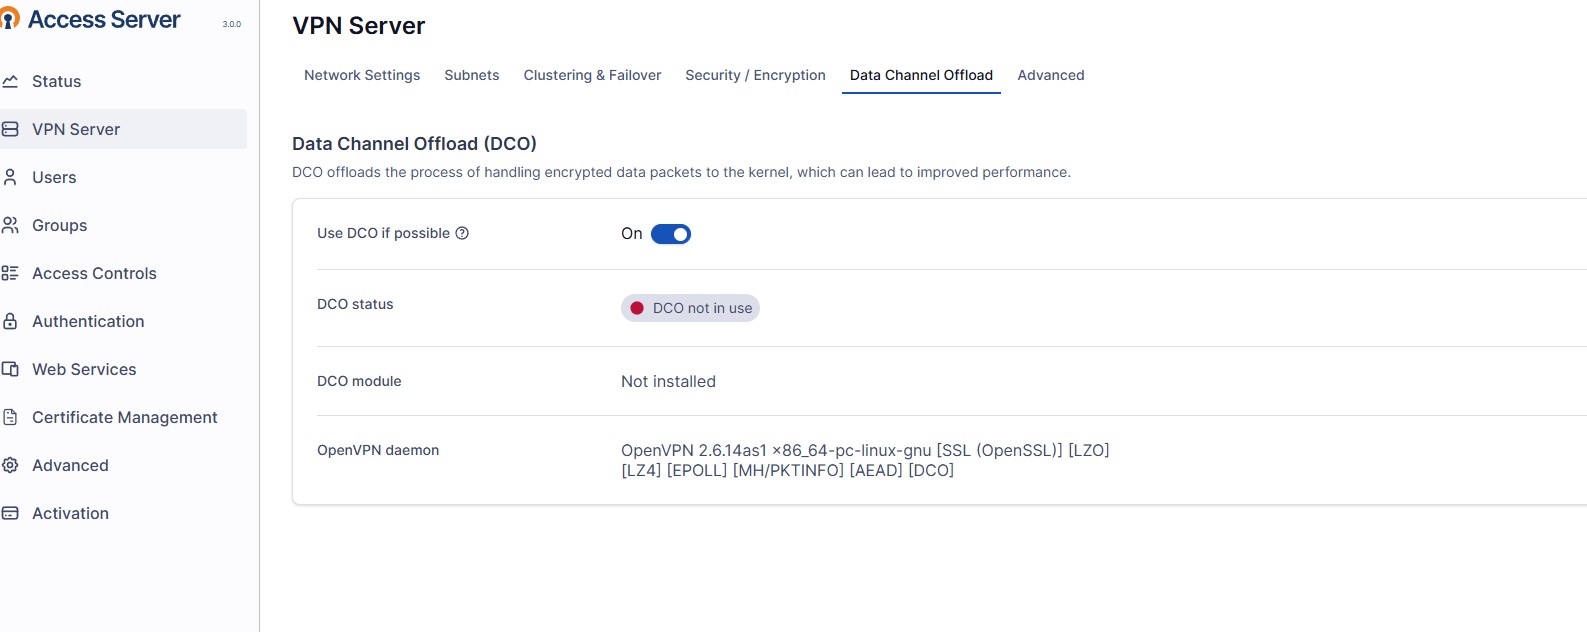 Access Server
3.0.0
Status
VPN Server
Users
Groups
Access Controls
Authentication
Web Services
Certificate Management
Advanced
Activation
VPN Server
Network Settings
Subnets
Clustering & Failover
Security / Encryption
Data Channel Offload
Advanced
Data Channel Offload (DCO)
DCO offloads the process of handling encrypted data packets to the kernel, which can lead to improved performance.
Use DCO if possible
On
DCO status
DCO not in use
DCO module
Not installed
OpenVPN daemon
OpenVPN 2.6.14as1 x86_64-pc-linux-gnu [SSL (OpenSSL)] [LZO]
[LZ4] [EPOLL] [MH/PKTINFO] [AEAD] [DCO]